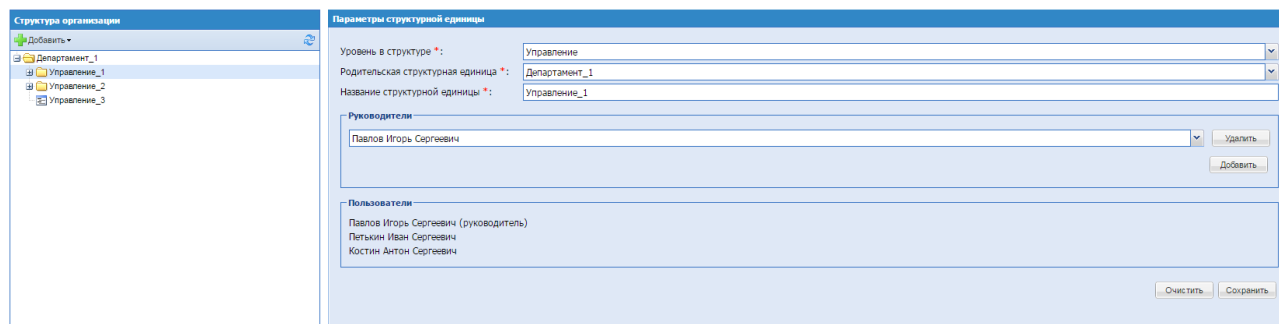 Структура организации
Добавить
Департамент_1
Управление_1
Управление_2
Управление_3
Параметры структурной единицы
Уровень в структуре *: Управление
Родительская структурная единица *: Департамент_1
Название структурной единицы *: Управление_1
Руководители
Павлов Игорь Сергеевич Удалить
Добавить
Пользователи
Павлов Игорь Сергеевич (руководитель)
Петькин Иван Сергеевич
Костин Антон Сергеевич
Очистить Сохранить